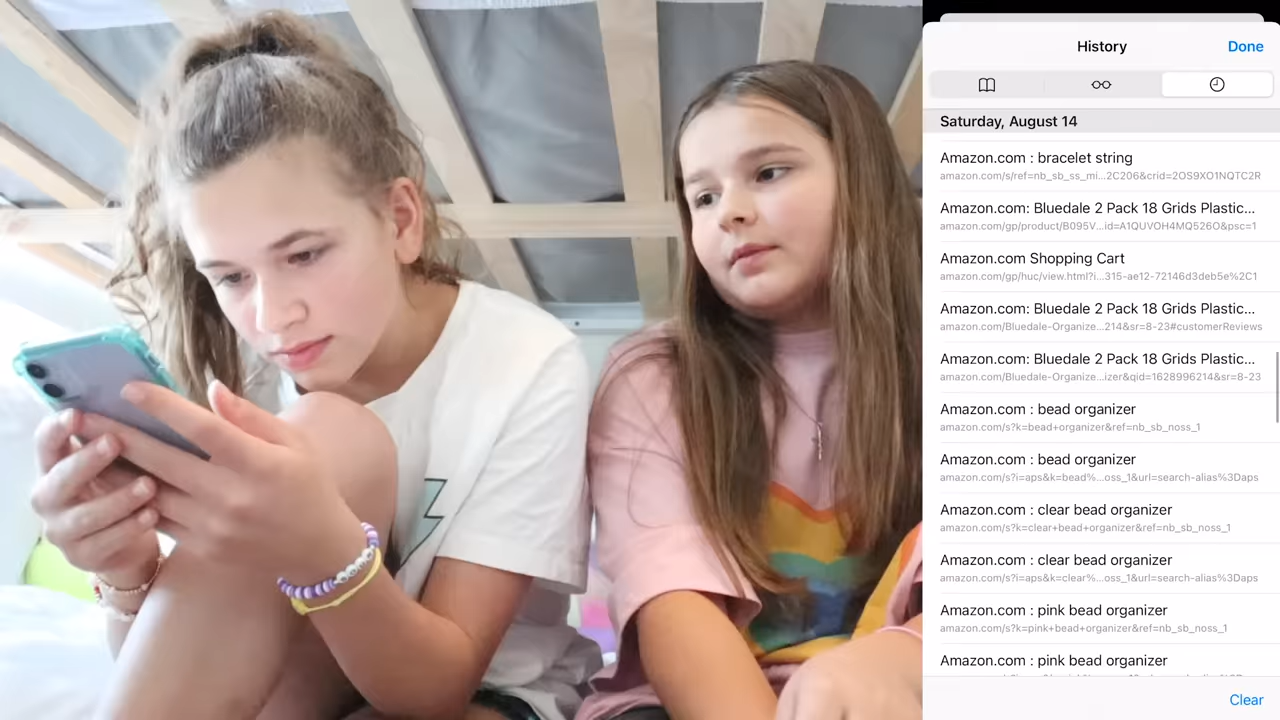 History
Done
Saturday, August 14
Amazon.com : bracelet string
amazon.com/s/ref=nb_sb_ss_mi...2C206&crid=2OS9XO1NQTC2R
Amazon.com: Bluedale 2 Pack 18 Grids Plastic...
amazon.com/gp/product/B095V...id=A1QUVOH4MQ526O&psc=1
Amazon.com Shopping Cart
amazon.com/gp/huc/view.html?i...315-ae12-72146d3deb5e%2C1
Amazon.com: Bluedale 2 Pack 18 Grids Plastic...
amazon.com/Bluedale-Organize...214&sr=8-23#customerReviews
Amazon.com: Bluedale 2 Pack 18 Grids Plastic...
amazon.com/Bluedale-Organize...izer&qid=1628996214&sr=8-23
Amazon.com : bead organizer
amazon.com/s?k=bead+organizer&ref=nb_sb_noss_1
Amazon.com : bead organizer
amazon.com/s?i=aps&k=bead%...oss_1&url=search-alias%3Daps
Amazon.com : clear bead organizer
amazon.com/s?k=clear+bead+organizer&ref=nb_sb_noss_1
Amazon.com : clear bead organizer
amazon.com/s?i=aps&k=clear%...oss_1&url=search-alias%3Daps
Amazon.com : pink bead organizer
amazon.com/s?k=pink+bead+organizer&ref=nb_sb_noss_1
Amazon.com : pink bead organizer
Clear